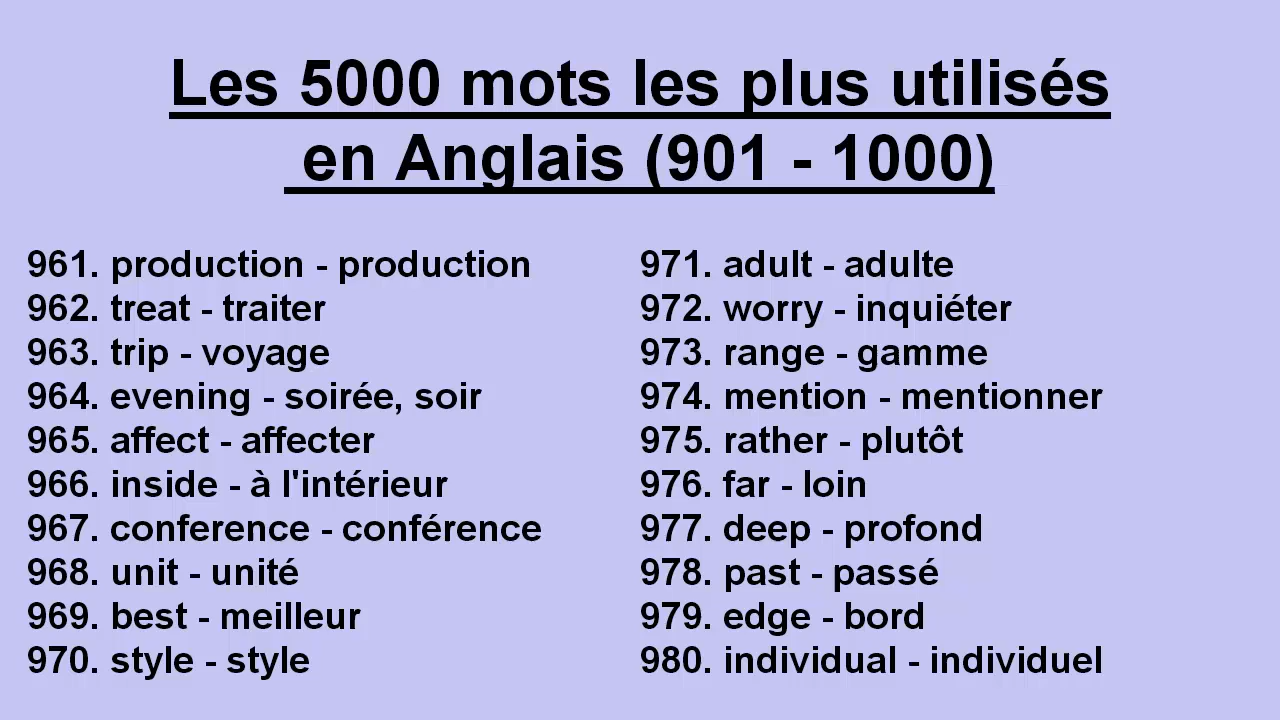 Les 5000 mots les plus utilisés
en Anglais (901 - 1000)
961. production - production
962. treat - traiter
963. trip - voyage
964. evening - soirée, soir
965. affect - affecter
966. inside - à l'intérieur
967. conference - conférence
968. unit - unité
969. best - meilleur
970. style - style
971. adult - adulte
972. worry - inquiéter
973. range - gamme
974. mention - mentionner
975. rather - plutôt
976. far - loin
977. deep - profond
978. past - passé
979. edge - bord
980. individual - individuel